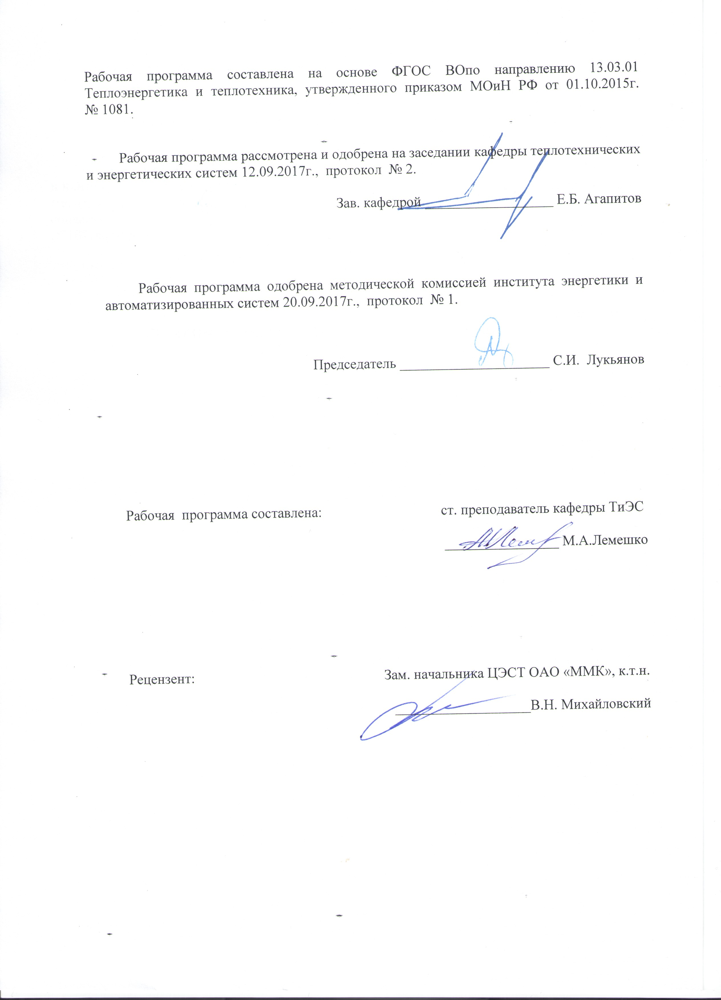 Рабочая программа составлена на основе ФГОС ВОпо направлению 13.03.01
Теплоэнергетика и теплотехника, утвержденного приказом МОиН РФ от 01.10.2015г.
№ 1081.
Рабочая программа рассмотрена и одобрена на заседании кафедры теплотехнических
и энергетических систем 12.09.2017г., протокол № 2.
Зав. кафедрой __________________ Е.Б. Агапитов
Рабочая программа одобрена методической комиссией института энергетики и
автоматизированных систем 20.09.2017г., протокол № 1.
Председатель _____________________ С.И. Лукьянов
Рабочая программа составлена: ст. преподаватель кафедры ТиЭС
________________ М.А.Лемешко
Рецензент: Зам. начальника ЦЭСТ ОАО «ММК», к.т.н.
___________________В.Н. Михайловский